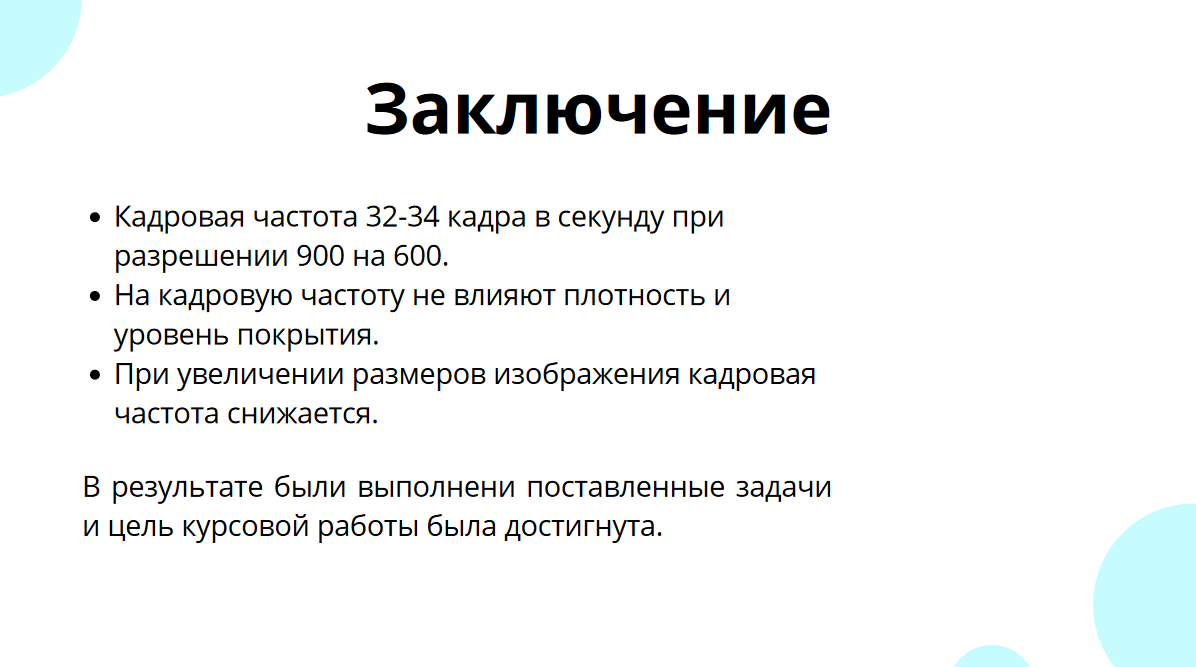 Заключение
• Кадровая частота 32-34 кадра в секунду при
разрешении 900 на 600.
• На кадровую частоту не влияют плотность и
уровень покрытия.
• При увеличении размеров изображения кадровая
частота снижается.
В результате были выполнени поставленные задачи
и цель курсовой работы была достигнута.